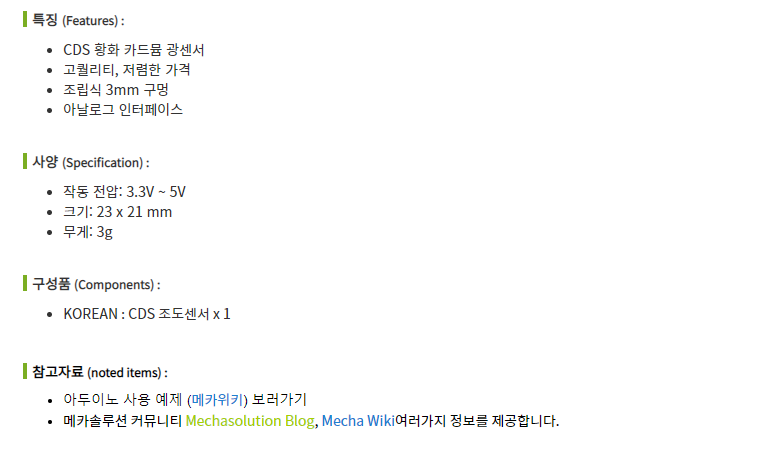 특징 (Features) :
CDS 황화 카드뮴 광센서
고퀄리티, 저렴한 가격
조립식 3mm 구멍
아날로그 인터페이스
사양 (Specification) :
작동 전압: 3.3V ~ 5V
크기: 23 x 21 mm
무게: 3g
구성품 (Components) :
KOREAN : CDS 조도센서 x 1
참고자료 (noted items) :
아두이노 사용 예제 (메카위키) 보러가기
메카솔루션 커뮤니티 Mechasolution Blog, Mecha Wiki여러가지 정보를 제공합니다.